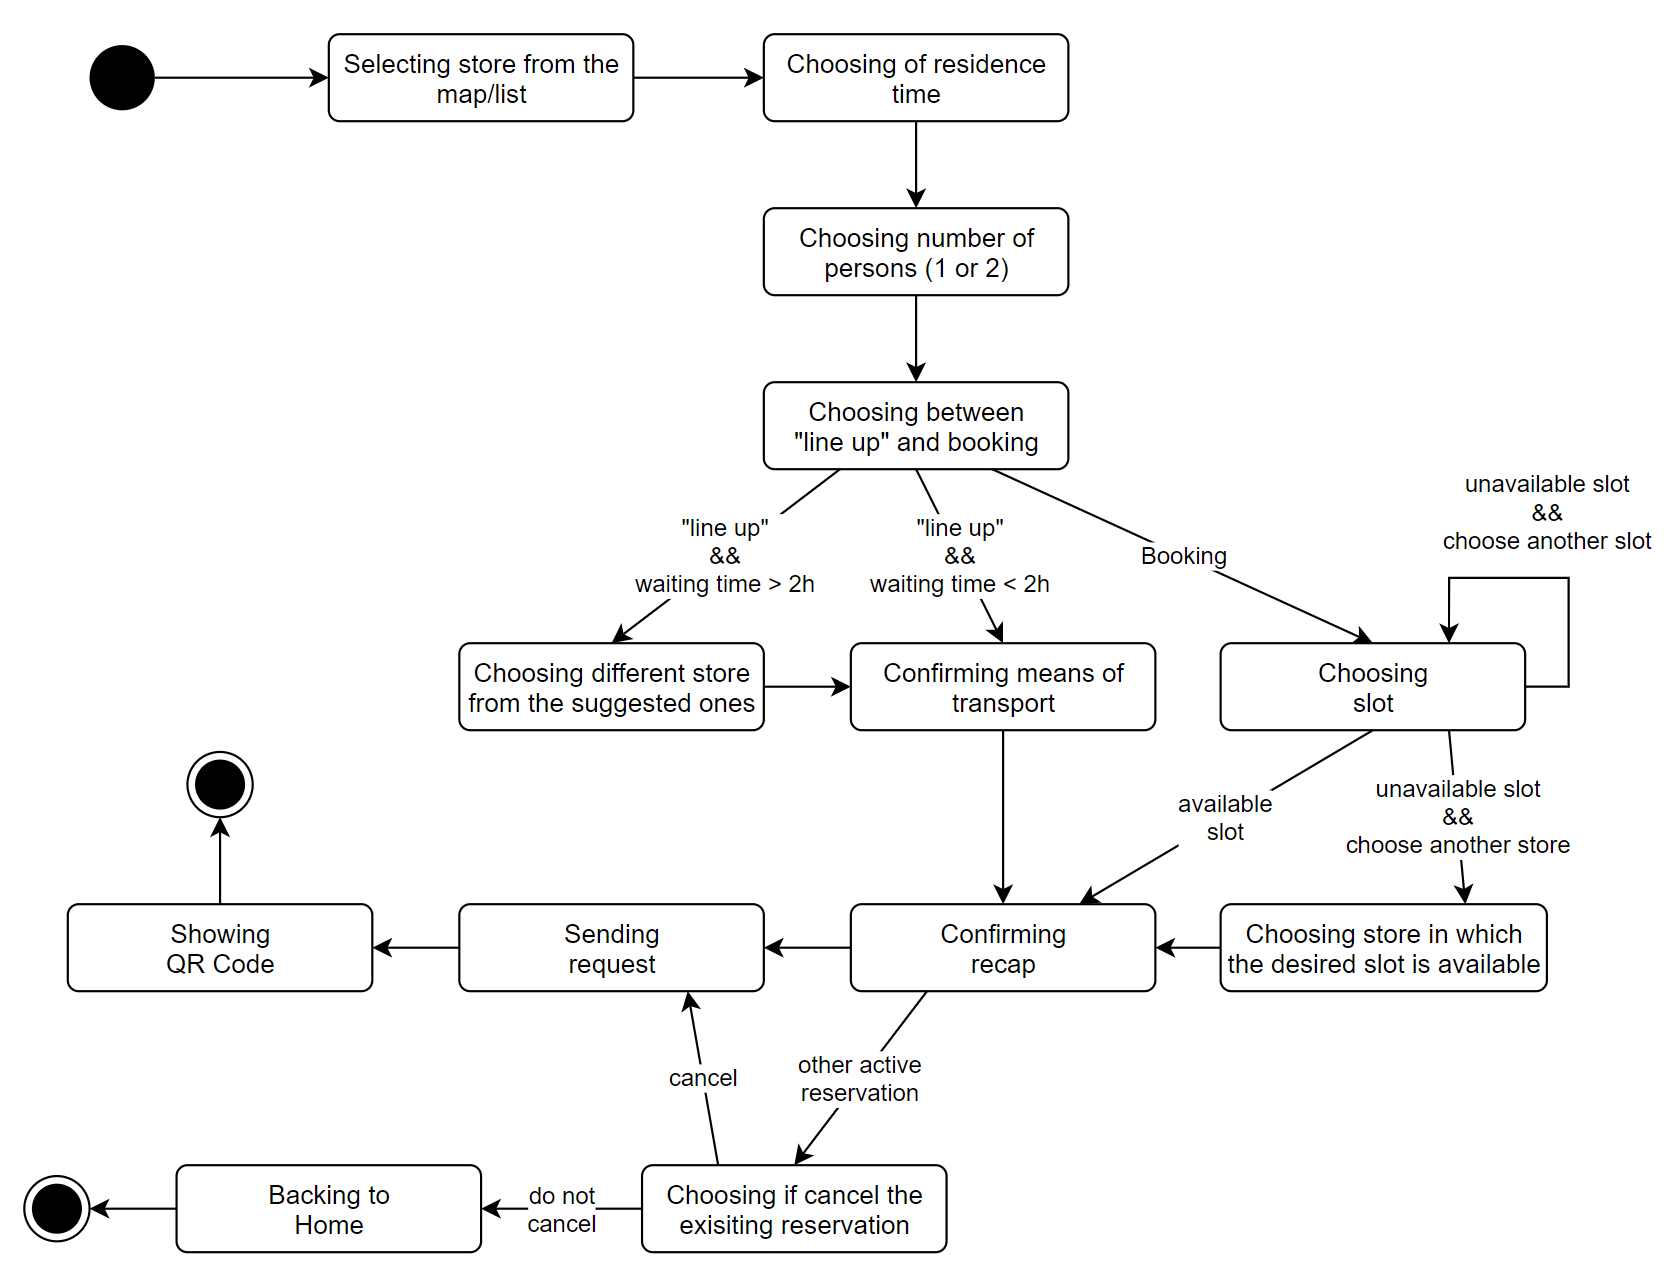 Selecting store from the
map/list
Choosing of residence
time
Choosing number of
persons (1 or 2)
Choosing between
"line up" and booking
"line up"
&&
waiting time > 2h
"line up"
&&
waiting time < 2h
Booking
unavailable slot
&&
choose another slot
Choosing different store
from the suggested ones
Confirming means of
transport
Choosing
slot
available
slot
unavailable slot
&&
choose another store
Showing
QR Code
Sending
request
Confirming
recap
Choosing store in which
the desired slot is available
cancel
other active
reservation
Backing to
Home
do not
cancel
Choosing if cancel the
exisiting reservation